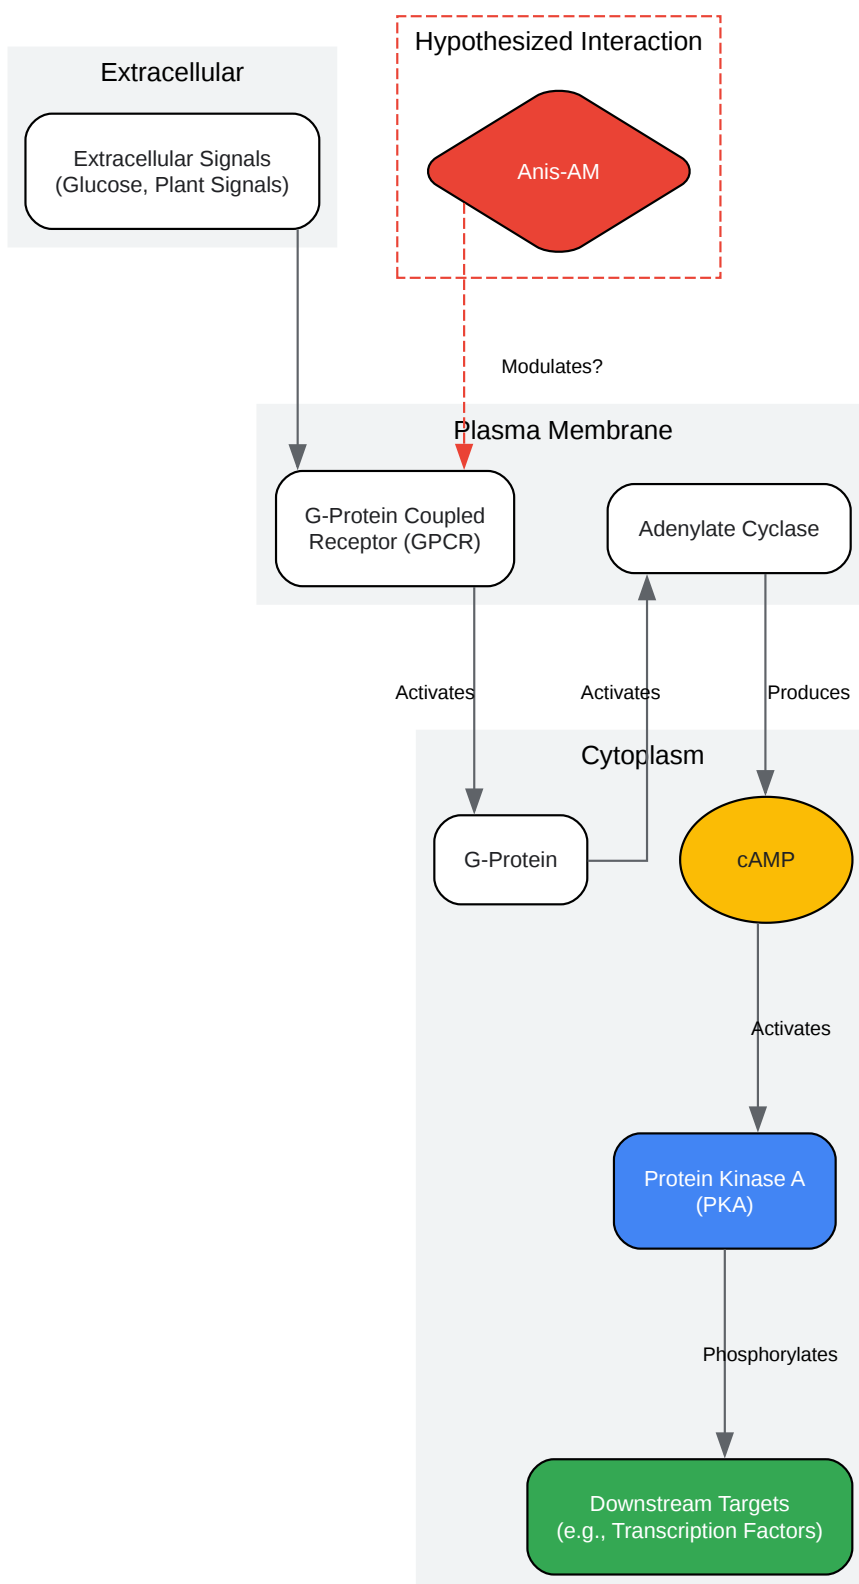 Hypothesized Interaction
Extracellular
Extracellular Signals
(Glucose, Plant Signals)
Anis-AM
Modulates?
Plasma Membrane
G-Protein Coupled
Receptor (GPCR)
Adenylate Cyclase
Activates
Activates
Produces
Cytoplasm
G-Protein
cAMP
Activates
Protein Kinase A
(PKA)
Phosphorylates
Downstream Targets
(e.g., Transcription Factors)